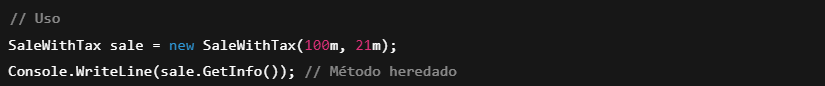 // Uso
SaleWithTax sale = new SaleWithTax(100m, 21m);
Console.WriteLine(sale.GetInfo()); // Método heredado